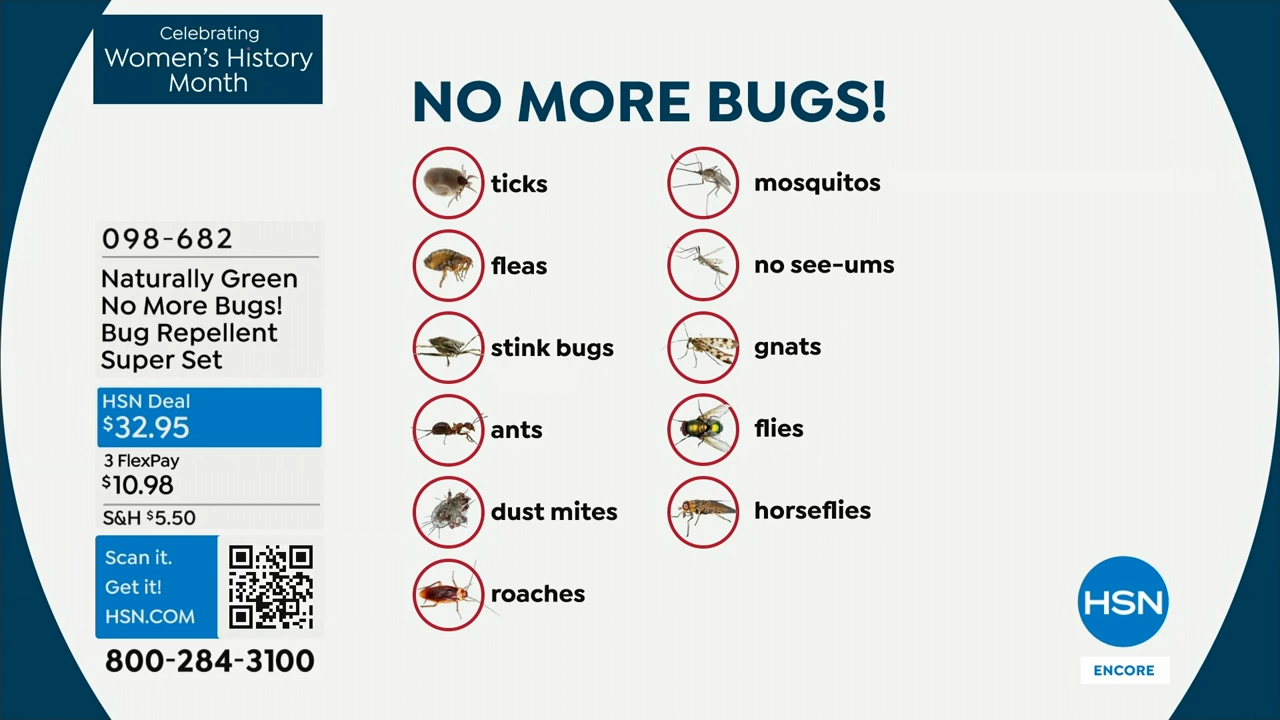 Celebrating
Women's History
Month
NO MORE BUGS!
ticks
fleas
stink bugs
ants
dust mites
roaches
mosquitos
no see-ums
gnats
flies
horseflies
098-682
Naturally Green
No More Bugs!
Bug Repellent
Super Set
HSN Deal
$32.95
3 FlexPay
$10.98
S&H $5.50
Scan it.
Get it!
HSN.COM
800-284-3100
HSN
ENCORE